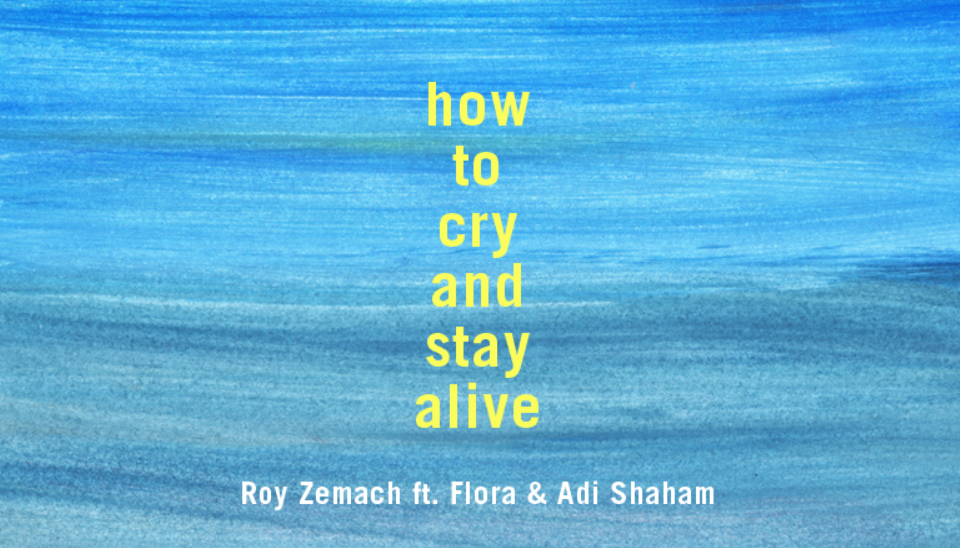 how
to
cry
and
stay
alive
Roy Zemach ft. Flora & Adi Shaham